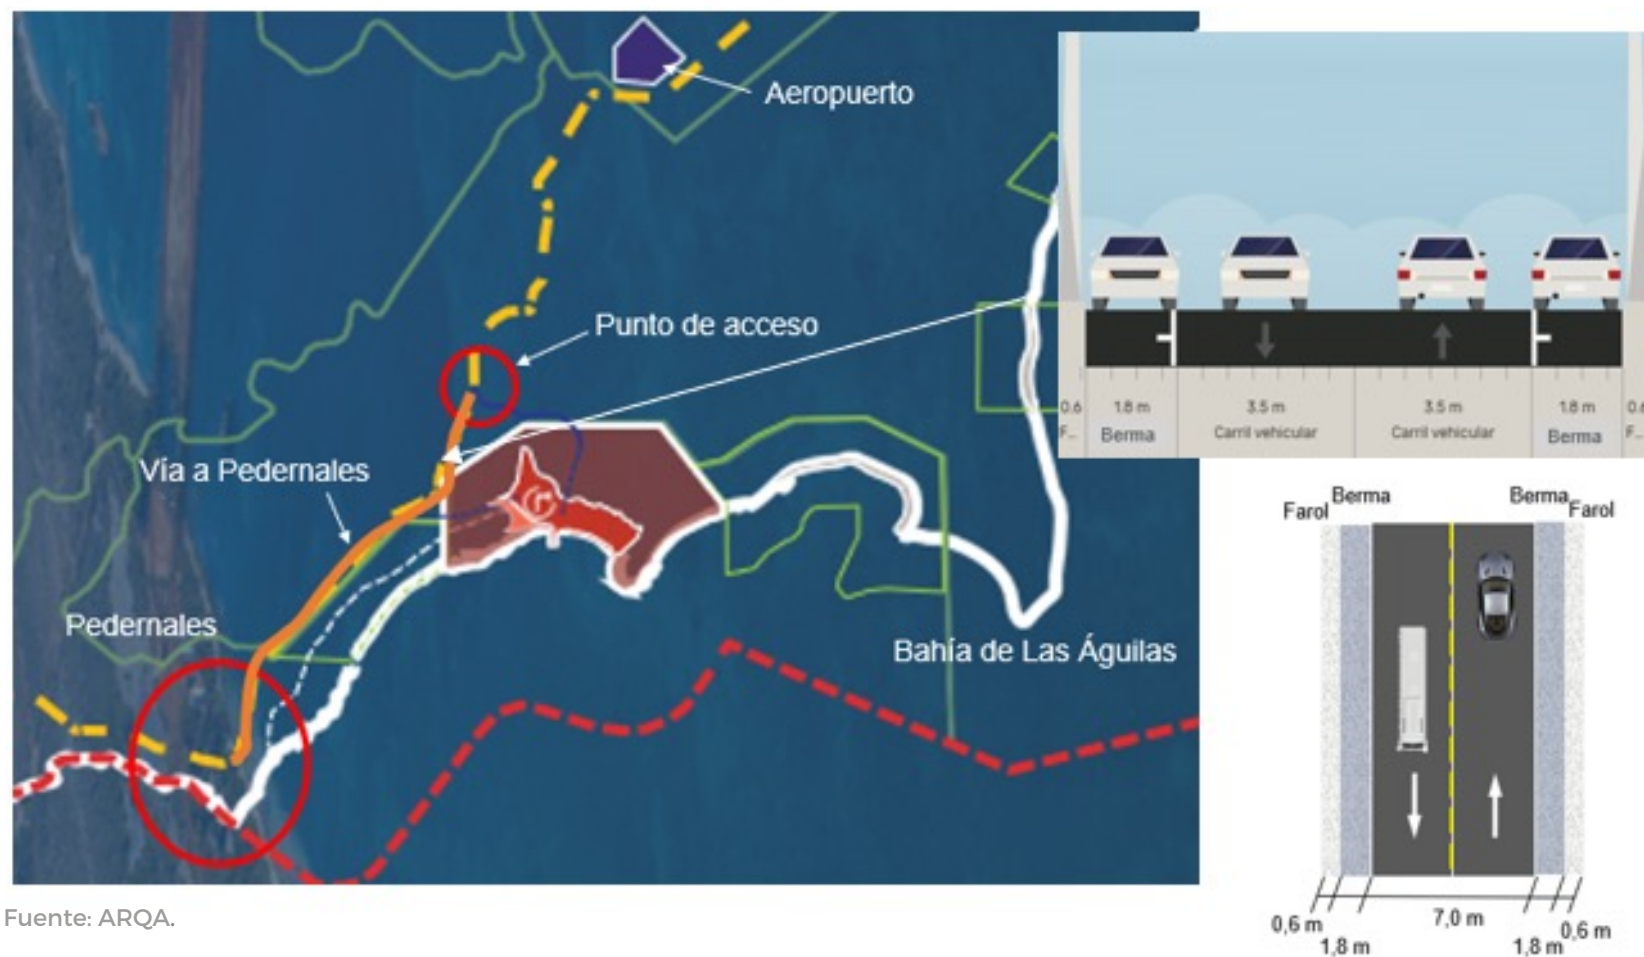 Aeropuerto
Punto de acceso
Vía a Pedernales
Pedernales
Bahía de Las Águilas
0.6
1.8 m
3.5 m
3.5 m
1.8 m
0.6
F...
Berma
Carril vehicular
Carril vehicular
Berma
F...
Farol
Berma
Berma
Farol
0,6 m
1,8 m
7,0 m
1,8 m
0,6 m
Fuente: ARQA.